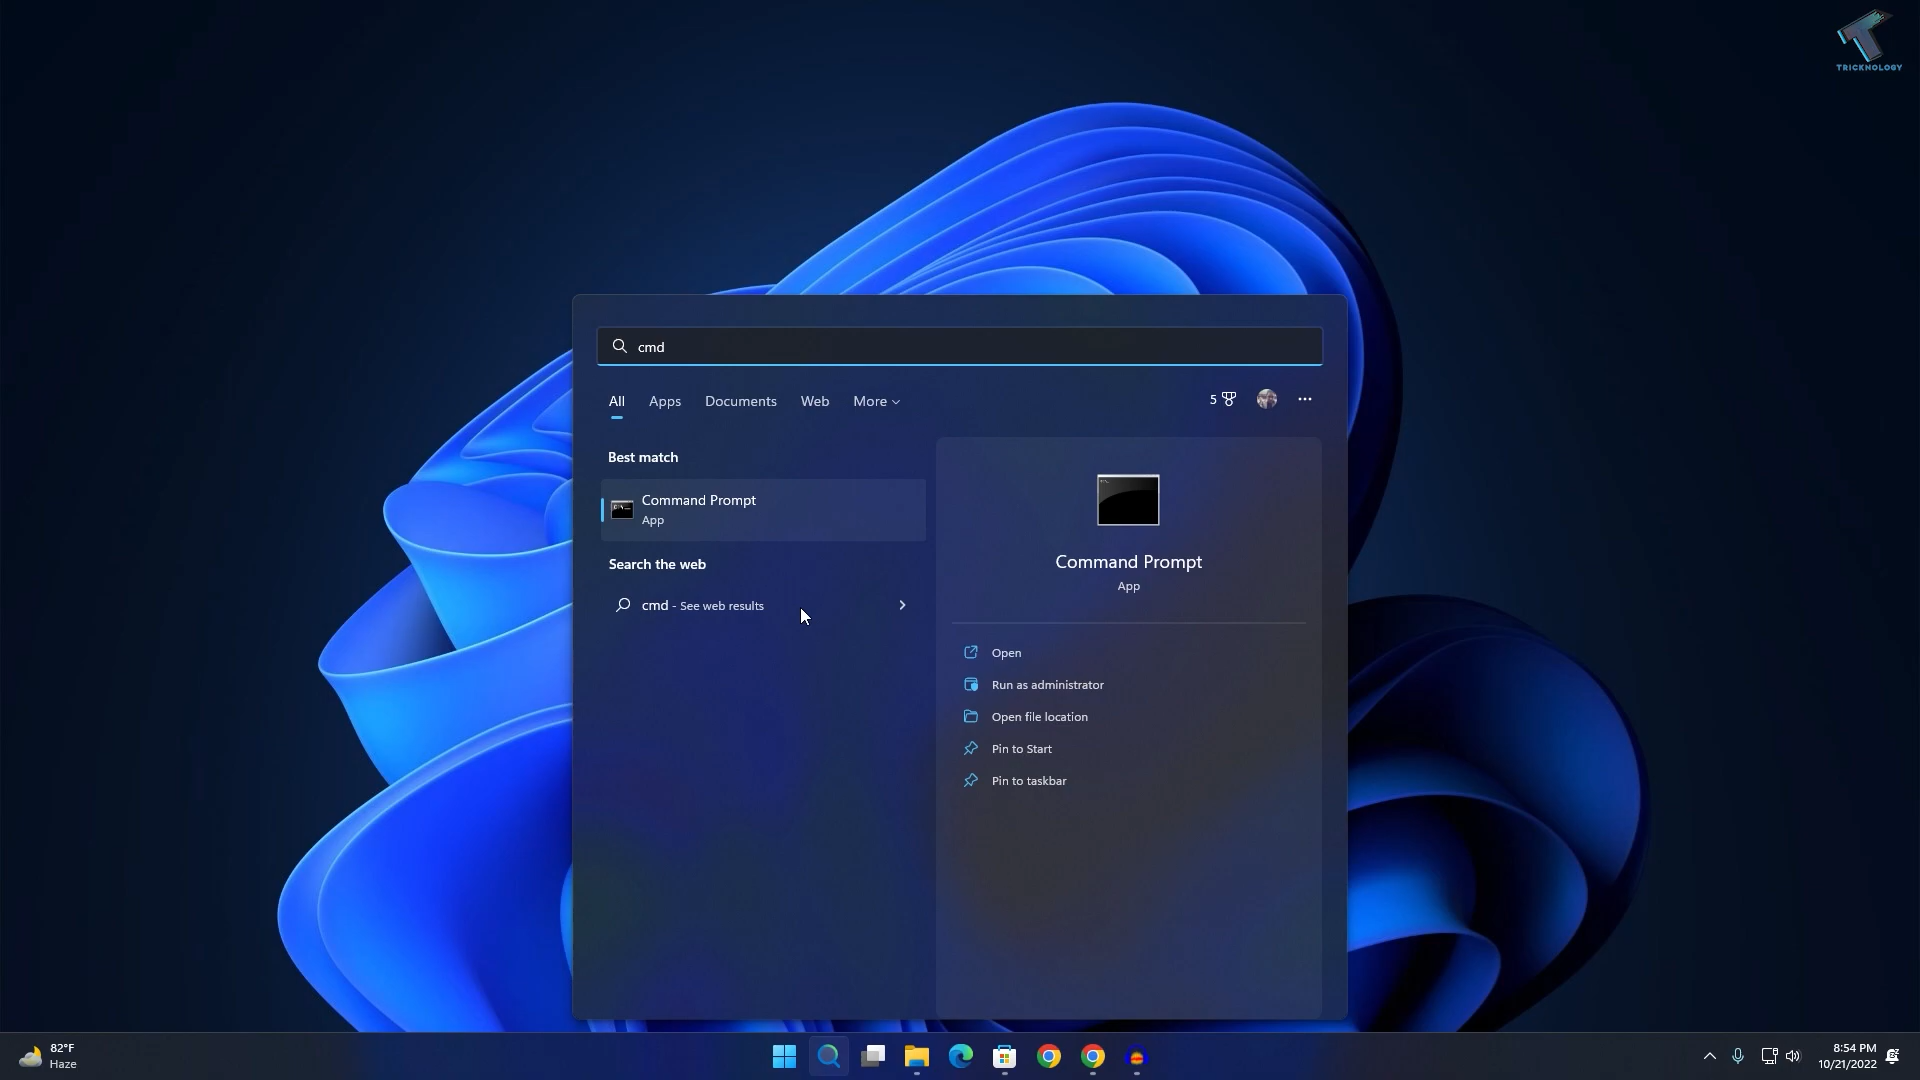 TRICKNOLOGY
cmd
All Apps Documents Web More
5
Best match
Command Prompt
App
Search the web
cmd - See web results
Command Prompt
App
Open
Run as administrator
Open file location
Pin to Start
Pin to taskbar
82°F
Haze
8:54 PM
10/21/2022